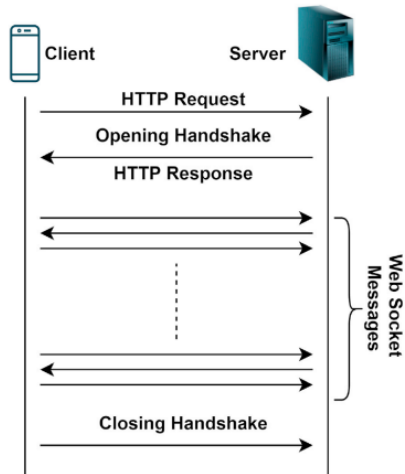 Client
Server
HTTP Request
Opening Handshake
HTTP Response
Web Socket
Messages
Closing Handshake